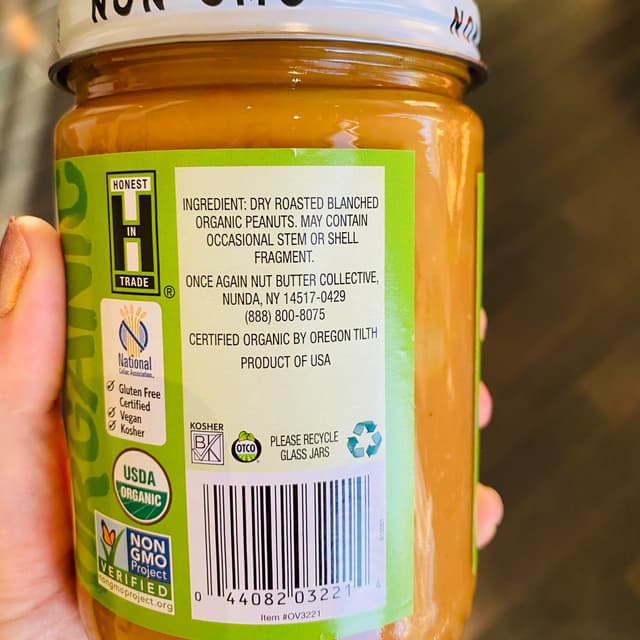 NON GMO
ORGANIC
HONEST
IN
TRADE
®
INGREDIENT: DRY ROASTED BLANCHED
ORGANIC PEANUTS. MAY CONTAIN
OCCASIONAL STEM OR SHELL
FRAGMENT.
ONCE AGAIN NUT BUTTER COLLECTIVE,
NUNDA, NY 14517-0429
(888) 800-8075
CERTIFIED ORGANIC BY OREGON TILTH
PRODUCT OF USA
National
Celiac Association
Gluten Free
Certified
Vegan
Kosher
KOSHER
BVK
OTCO
PLEASE RECYCLE
GLASS JARS
USDA
ORGANIC
NON
GMO
Project
VERIFIED
nongmoproject.org
0 44082 03221
Item #OV3221